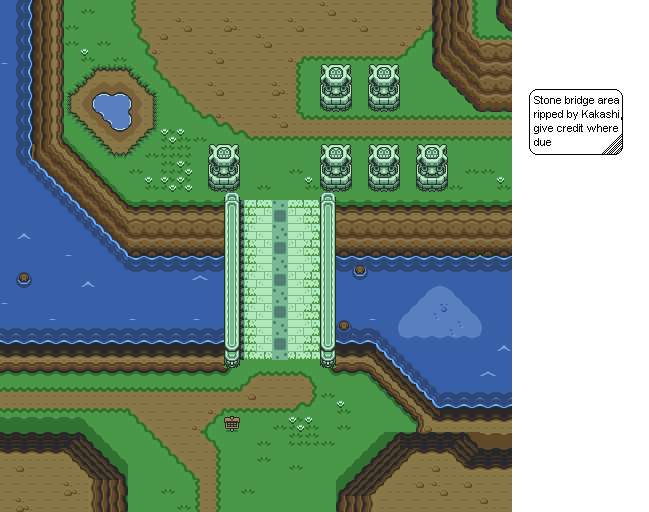 Stone bridge area
ripped by Kakashi,
give credit where
due